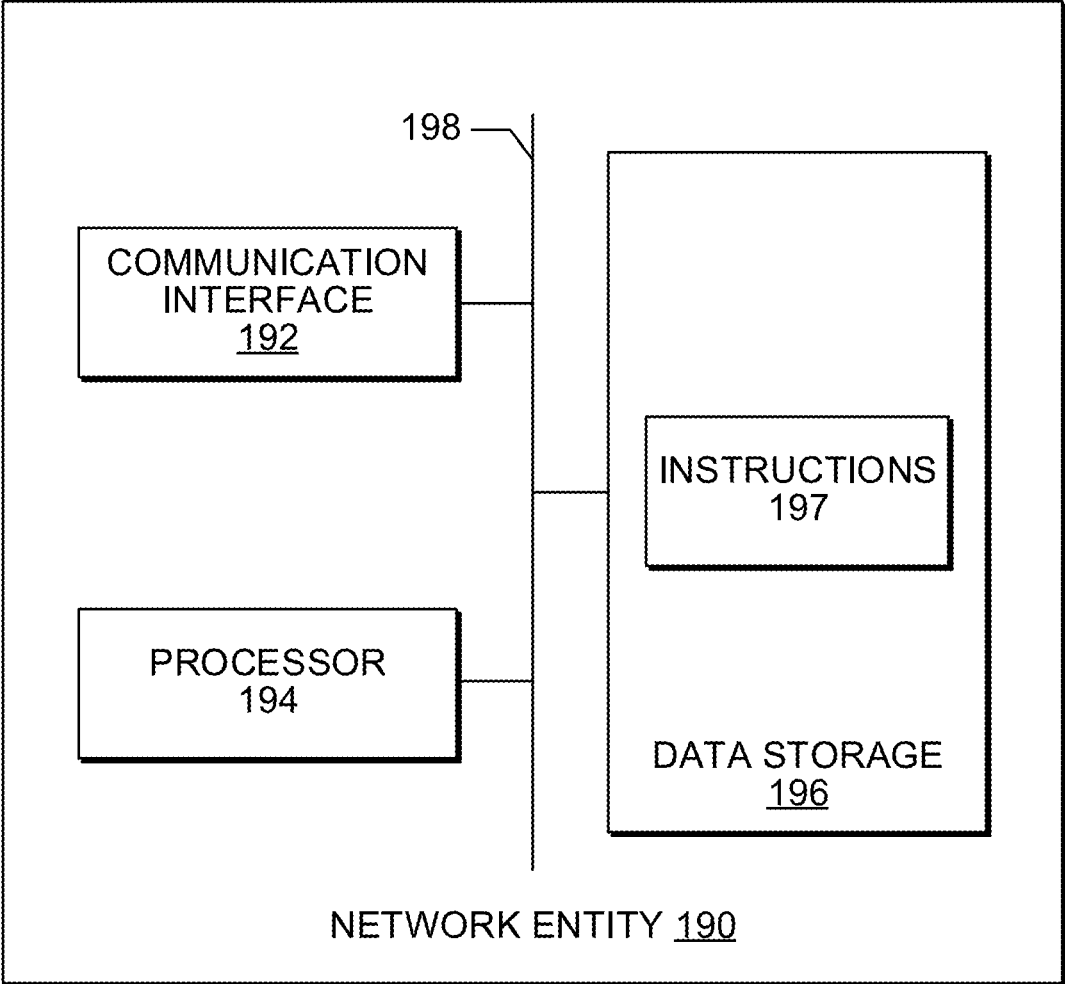 198
COMMUNICATION
INTERFACE
192
INSTRUCTIONS
197
PROCESSOR
194
DATA STORAGE
196
NETWORK ENTITY 190